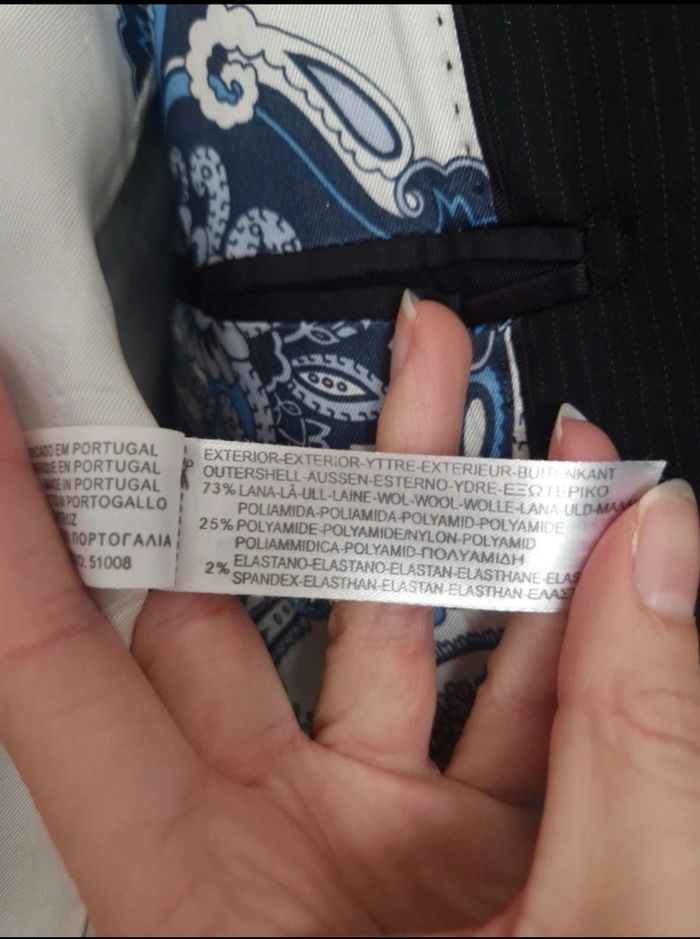 EM PORTUGAL
EN PORTUGAL
MADE IN PORTUGAL
PORTOGALLO
ΠΟΡΤΟΓΑΛΙΑ
51008
EXTERIOR-EXTERIOR-YTTRE-EXTERIEUR-BUITENKANT
OUTERSHELL-AUSSEN-ESTERNO-YDRE-ΕΞΩΤΕΡΙΚΟ
73% LANA-LÃ-ULL-LAINE-WOL-WOOL-WOLLE-LANA-ULD-
POLIAMIDA-POLIAMIDA-POLYAMID-POLYAMIDE
25% POLYAMIDE-POLYAMIDE/NYLON-POLYAMID
POLIAMMIDICA-POLYAMID-ΠΟΛΥΑΜΙΔΗ
2% ELASTANO-ELASTANO-ELASTAN-ELASTHANE-
SPANDEX-ELASTHAN-ELASTAN-ELASTHAN-